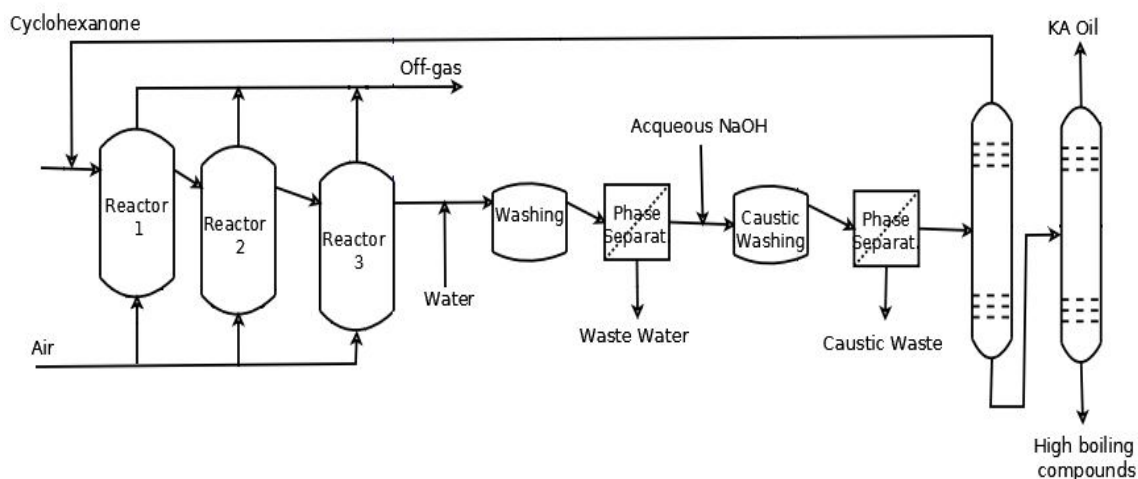 Cyclohexanone
KA Oil
Off-gas
Acqueous NaOH
Reactor
1
Reactor
2
Reactor
3
Washing
Phase
Separat.
Caustic
Washing
Phase
Separat.
Water
Waste Water
Caustic Waste
Air
High boiling
compounds